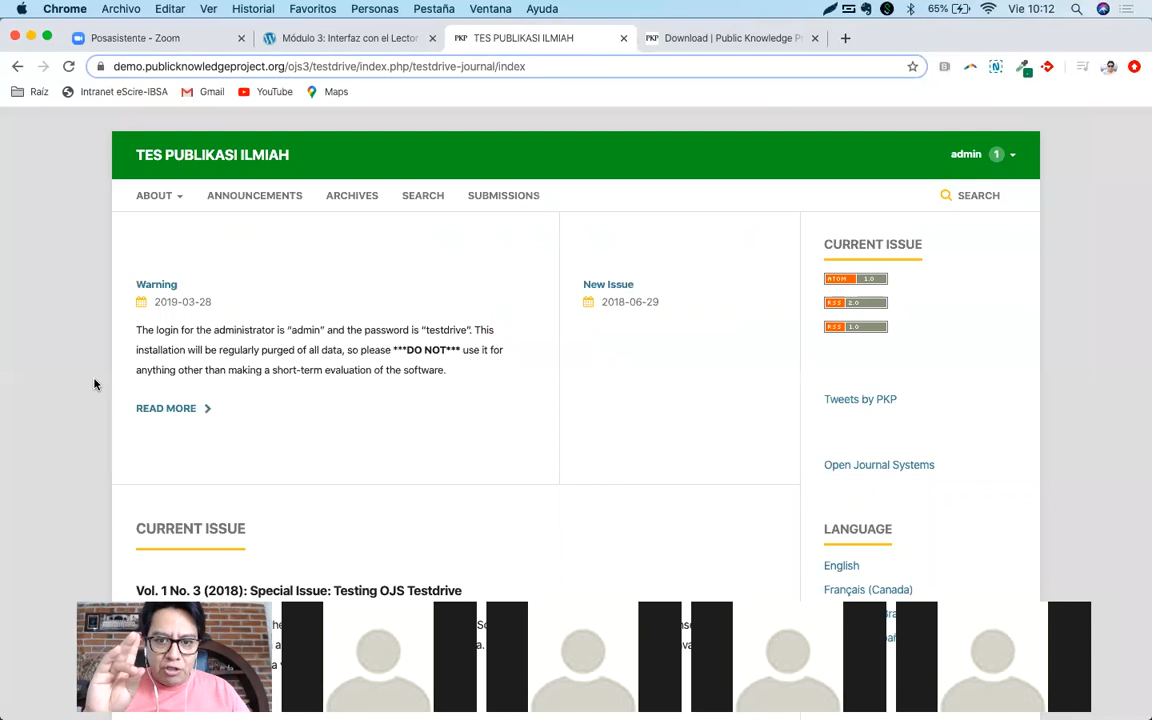 Chrome Archivo Editar Ver Historial Favoritos Personas Pestaña Ventana Ayuda 65% Vie 10:12
Posasistente - Zoom Módulo 3: Interfaz con el Lector PKP TES PUBLIKASI ILMIAH PKP Download | Public Knowledge P
demo.publicknowledgeproject.org/ojs3/testdrive/index.php/testdrive-journal/index
Raíz Intranet eScire-IBSA Gmail YouTube Maps
TES PUBLIKASI ILMIAH admin 1
ABOUT ANNOUNCEMENTS ARCHIVES SEARCH SUBMISSIONS SEARCH
Warning
2019-03-28
The login for the administrator is “admin” and the password is “testdrive”. This
installation will be regularly purged of all data, so please ***DO NOT*** use it for
anything other than making a short-term evaluation of the software.
READ MORE
New Issue
2018-06-29
CURRENT ISSUE
ATOM 1.0
RSS 2.0
RSS 1.0
Tweets by PKP
Open Journal Systems
LANGUAGE
English
Français (Canada)
CURRENT ISSUE
Vol. 1 No. 3 (2018): Special Issue: Testing OJS Testdrive